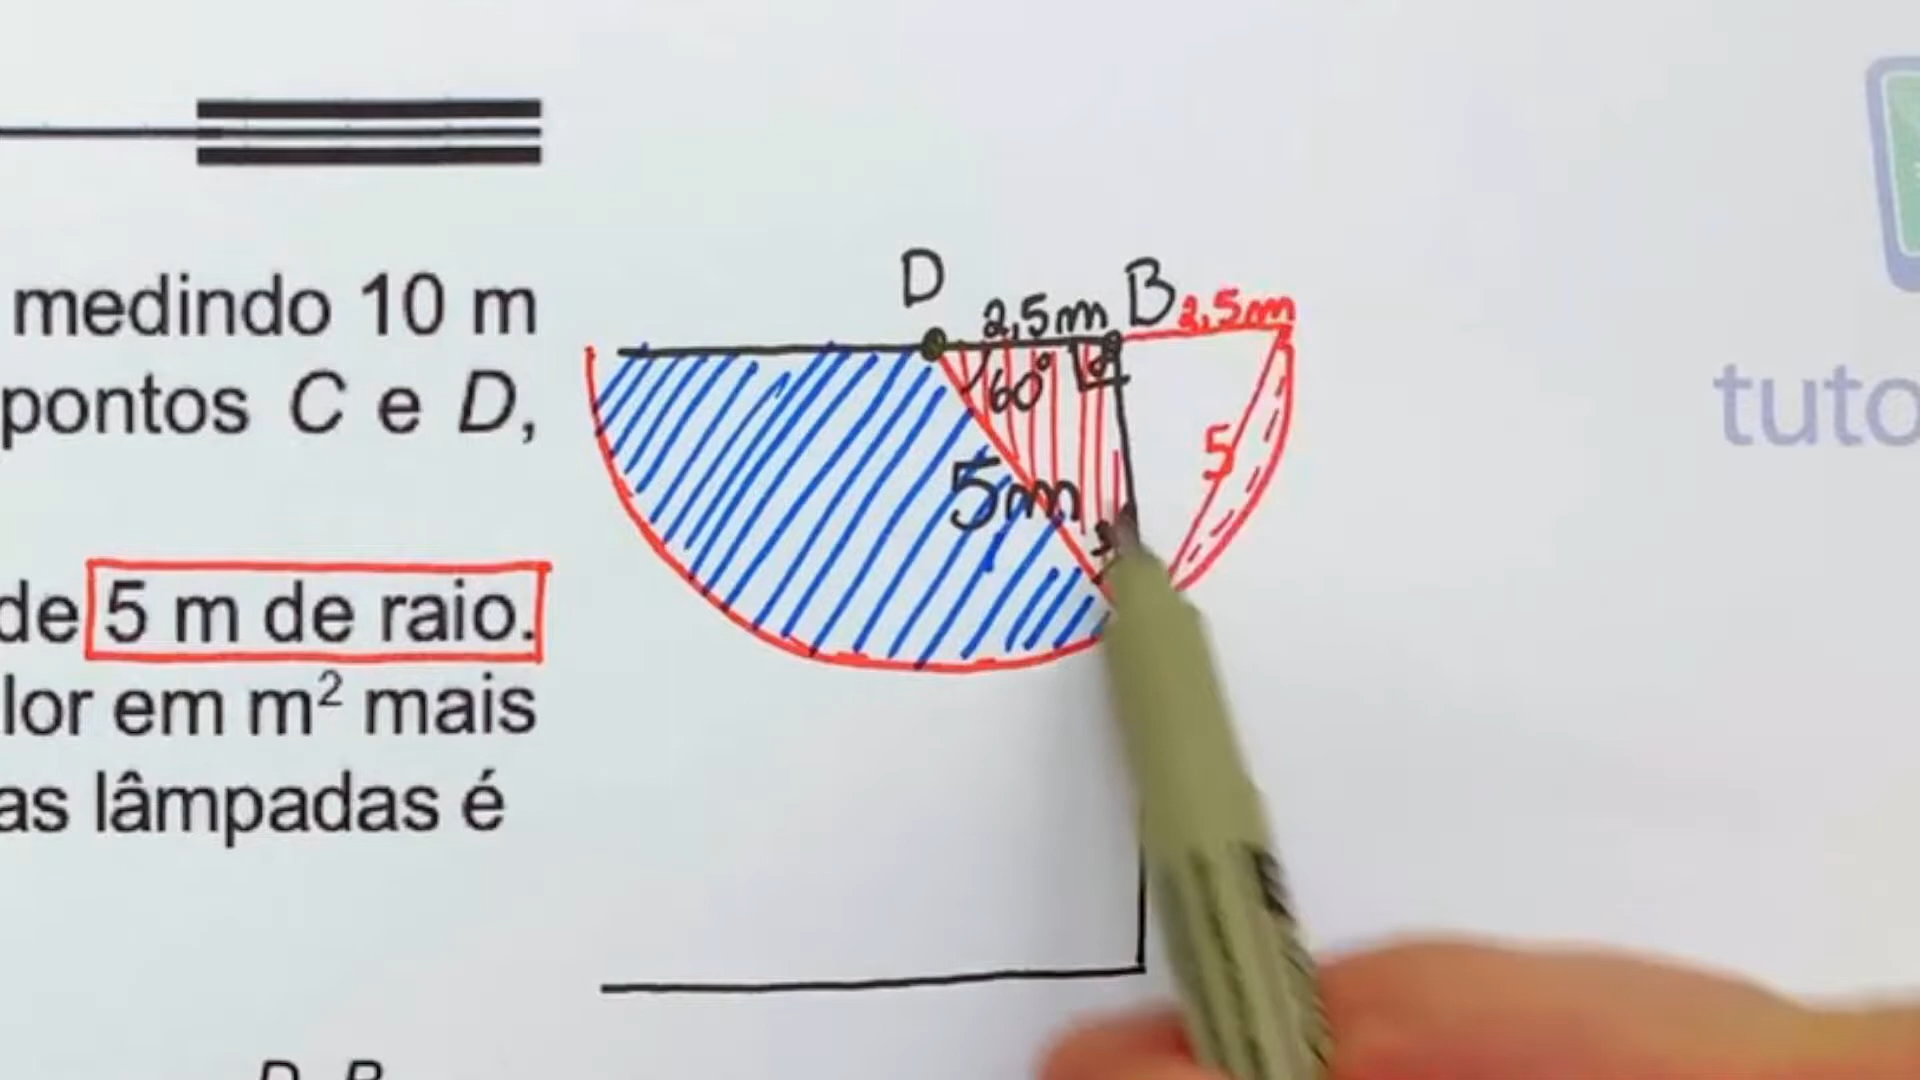 medindo 10 m
pontos C e D,
de 5 m de raio.
lor em m² mais
as lâmpadas é
D B
D
2,5m
B
2,5m
60°
5m
5
tuto